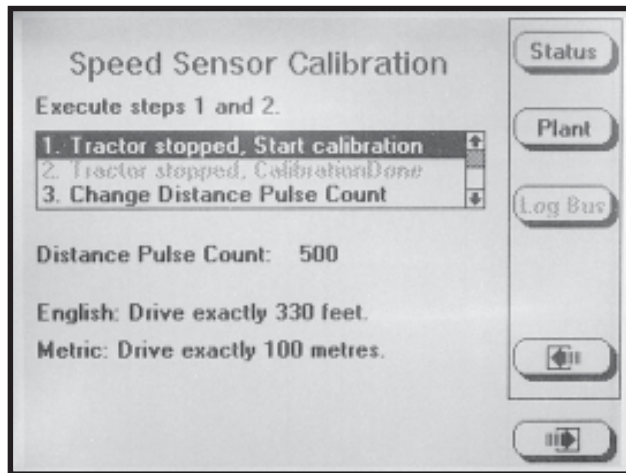 Speed Sensor Calibration
Execute steps 1 and 2.
1. Tractor stopped, Start calibration
2. Tractor stopped, CalibrationDone
3. Change Distance Pulse Count
Distance Pulse Count: 500
English: Drive exactly 330 feet.
Metric: Drive exactly 100 metres.
Status
Plant
Log Bus